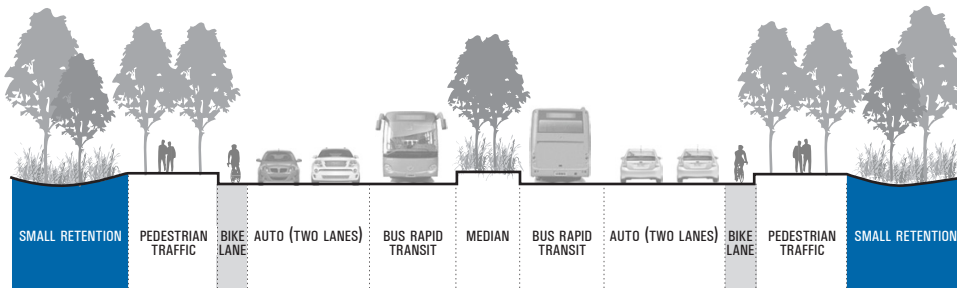 SMALL RETENTION
PEDESTRIAN
TRAFFIC
BIKE
LANE
AUTO (TWO LANES)
BUS RAPID
TRANSIT
MEDIAN
BUS RAPID
TRANSIT
AUTO (TWO LANES)
BIKE
LANE
PEDESTRIAN
TRAFFIC
SMALL RETENTION